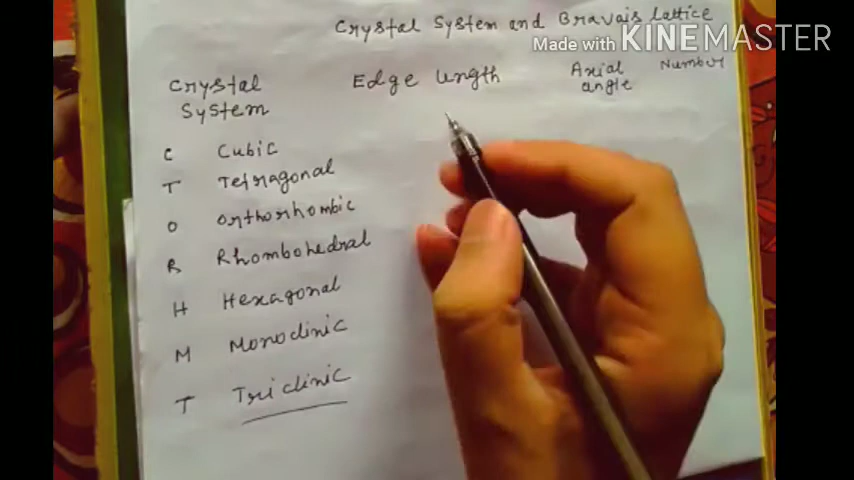 Crystal System and Bravais lattice
Made with KINEMASTER
Crystal System
Edge length
Axial angle
Number
C Cubic
T Tetragonal
O Orthorhombic
R Rhombohedral
H Hexagonal
M Monoclinic
T Triclinic